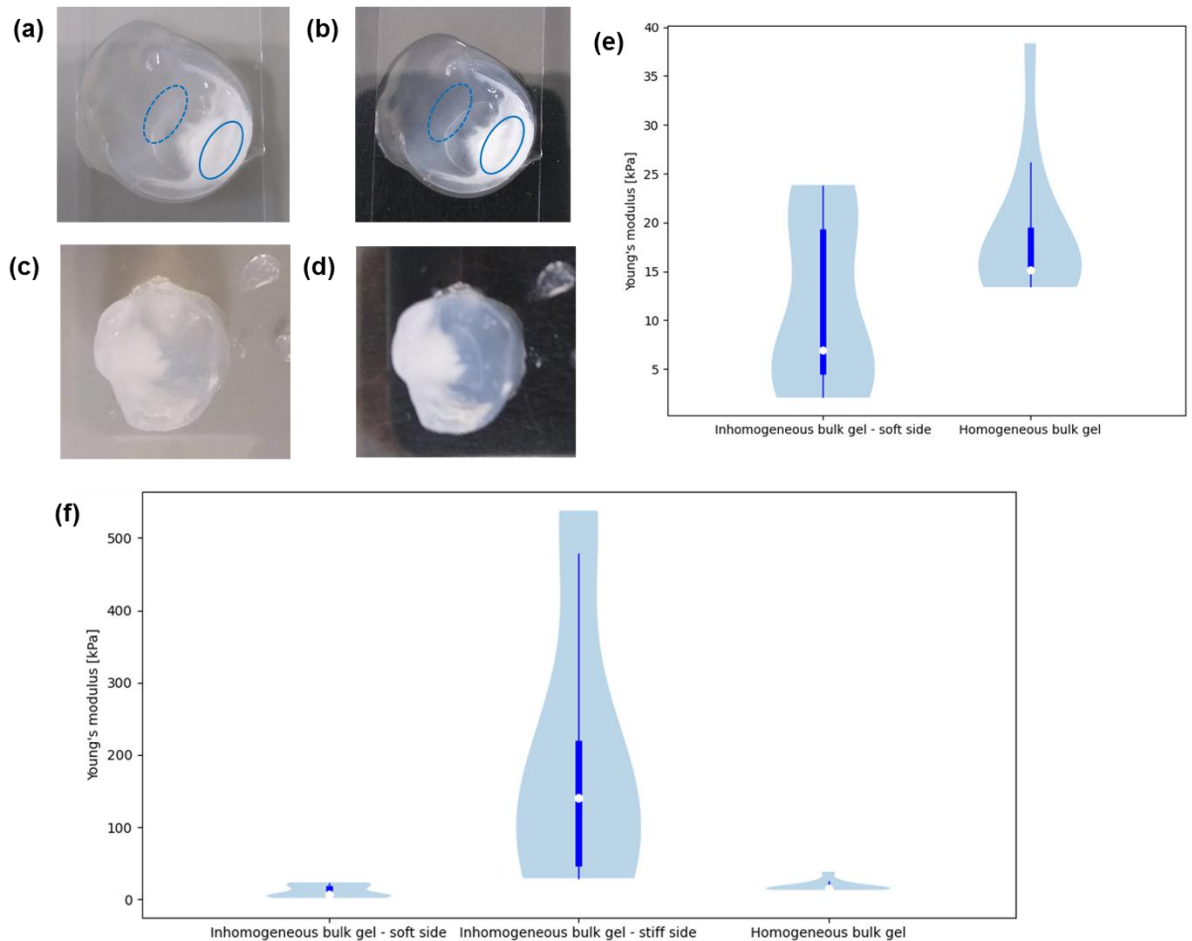 (a)
(b)
(c)
(d)
(e)
Young's modulus [kPa]
40
35
30
25
20
15
10
5
Inhomogeneous bulk gel - soft side
Homogeneous bulk gel
(f)
Young's modulus [kPa]
500
400
300
200
100
0
Inhomogeneous bulk gel - soft side
Inhomogeneous bulk gel - stiff side
Homogeneous bulk gel